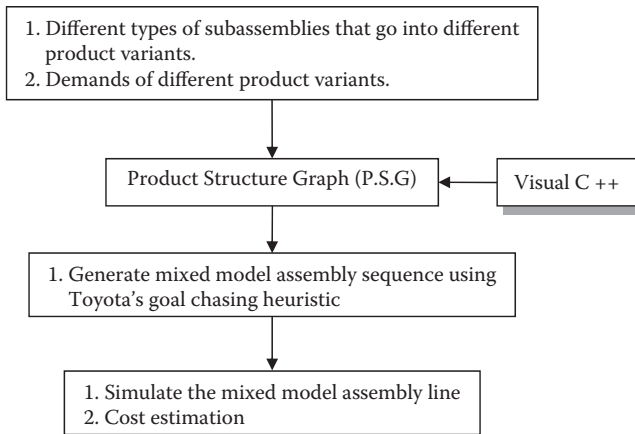 1. Different types of subassemblies that go into different
product variants.
2. Demands of different product variants.
Product Structure Graph (P.S.G)
Visual C ++
1. Generate mixed model assembly sequence using
Toyota’s goal chasing heuristic
1. Simulate the mixed model assembly line
2. Cost estimation